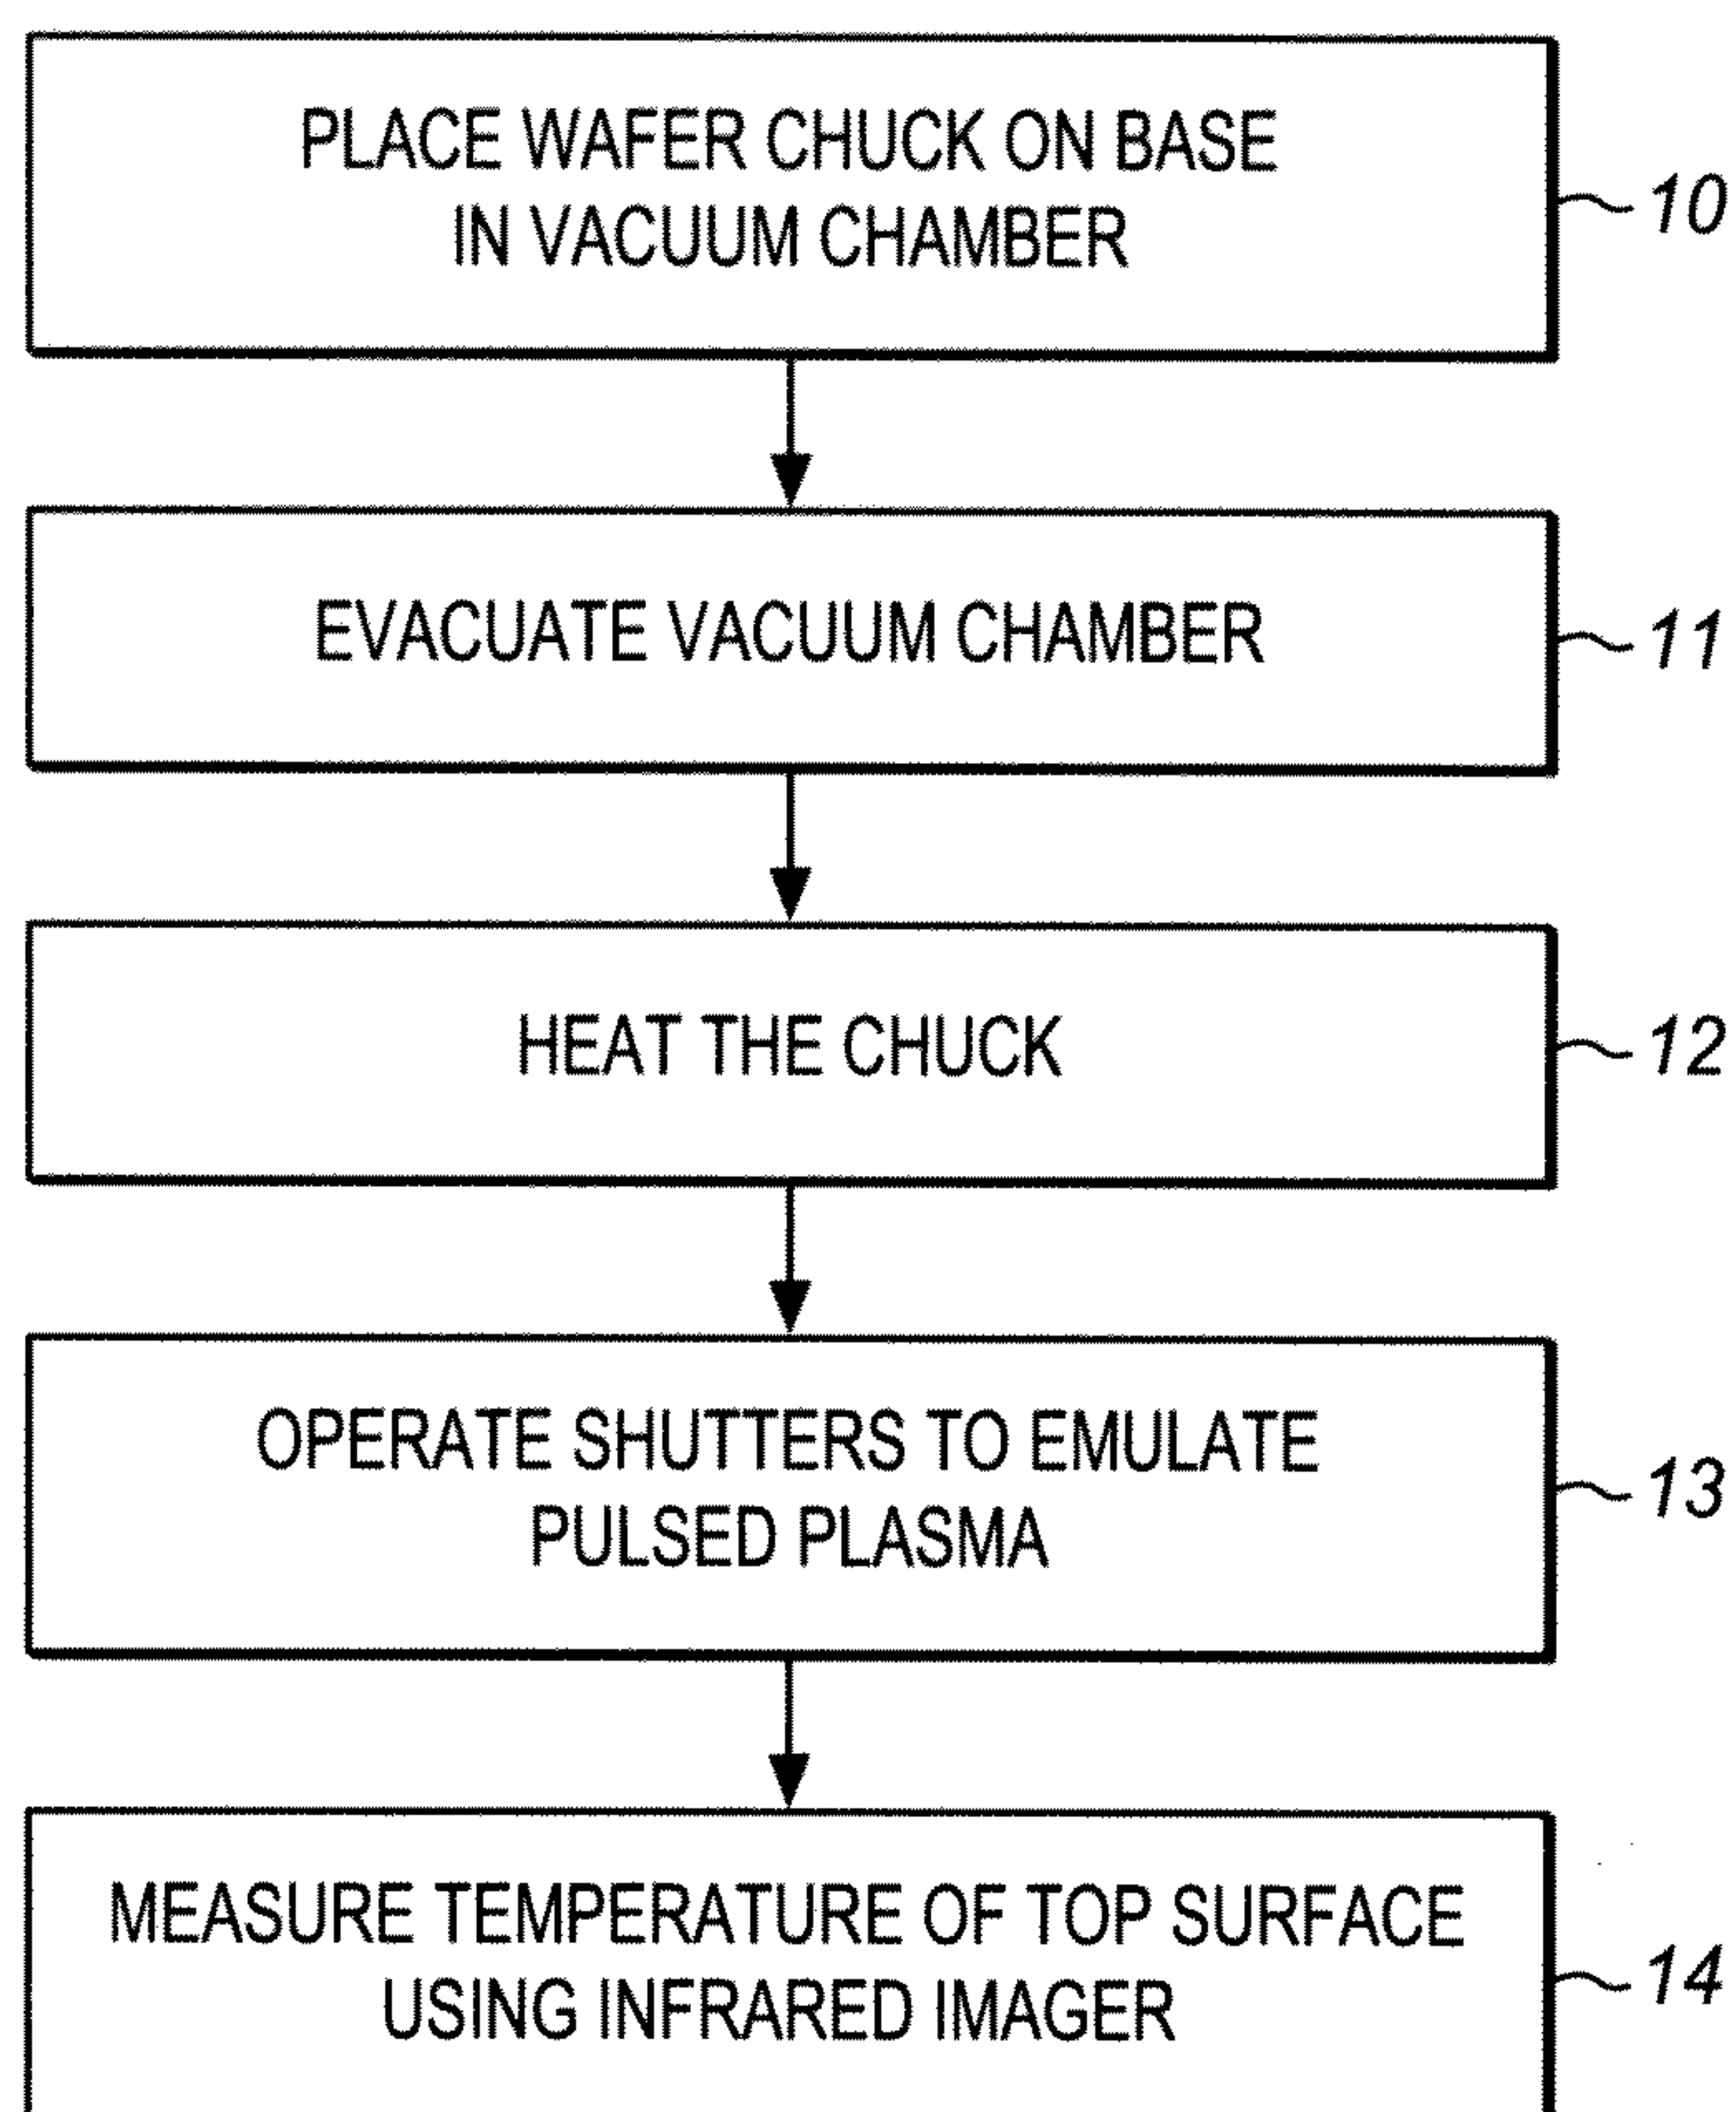 PLACE WAFER CHUCK ON BASE
IN VACUUM CHAMBER
10
EVACUATE VACUUM CHAMBER
11
HEAT THE CHUCK
12
OPERATE SHUTTERS TO EMULATE
PULSED PLASMA
13
MEASURE TEMPERATURE OF TOP SURFACE
USING INFRARED IMAGER
14